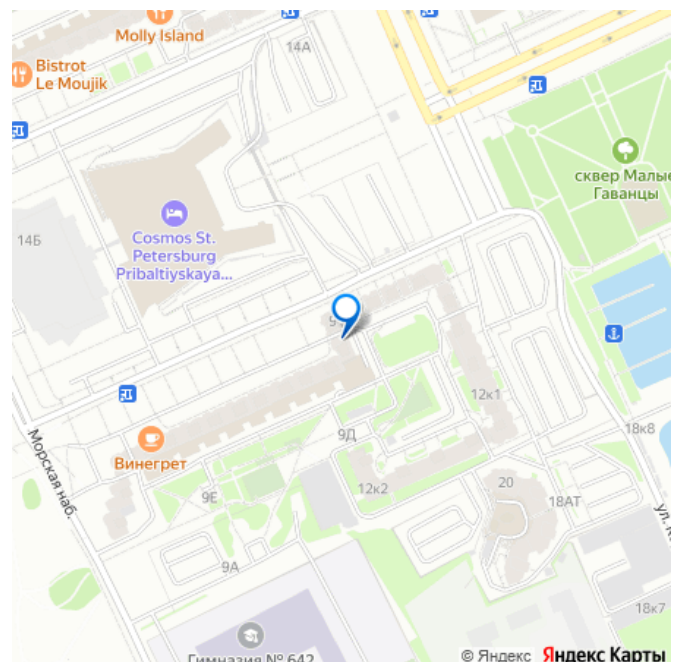 Molly Island
14А
Bistrot
Le Moujik
сквер Малые
Гаванцы
14Б
Cosmos St.
Petersburg
Pribaltiyskaya...
12к1
18к8
Винегрет
9Д
Морская наб.
9Е
12к2
20
18АТ
ул. К
9А
18к7
Гимназия № 642
© Яндекс Яндекс Карты